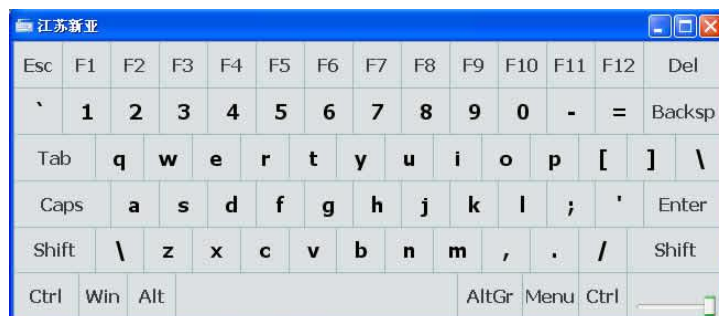 江苏新亚
Esc F1 F2 F3 F4 F5 F6 F7 F8 F9 F10 F11 F12 Del
` 1 2 3 4 5 6 7 8 9 0 - = Backsp
Tab q w e r t y u i o p [ ] \
Caps a s d f g h j k l ; ' Enter
Shift \ z x c v b n m , . / Shift
Ctrl Win Alt AltGr Menu Ctrl